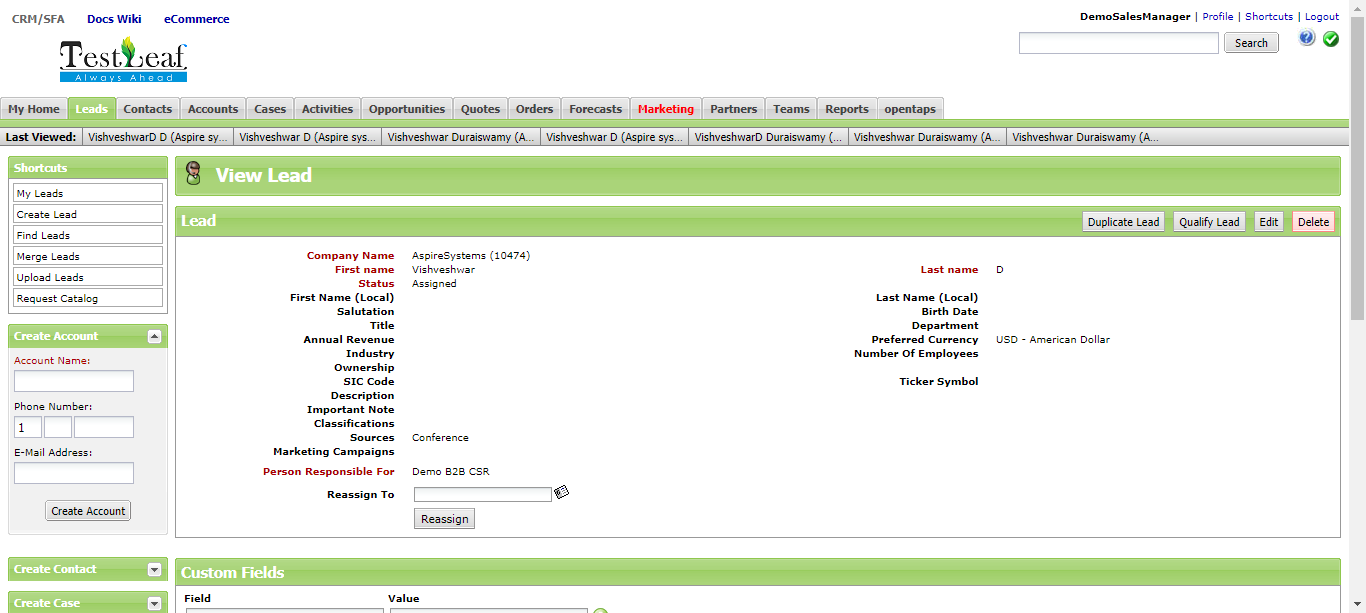 CRM/SFA Docs Wiki eCommerce
DemoSalesManager | Profile | Shortcuts | Logout
Search
TestLeaf
Always Ahead
My Home Leads Contacts Accounts Cases Activities Opportunities Quotes Orders Forecasts Marketing Partners Teams Reports opentaps
Last Viewed: VishveshwarD D (Aspire sy... Vishveshwar D (Aspire sys... Vishveshwar Duraiswamy (A... Vishveshwar D (Aspire sys... VishveshwarD Duraiswamy (... Vishveshwar Duraiswamy (A... Vishveshwar Duraiswamy (A...
Shortcuts
My Leads
Create Lead
Find Leads
Merge Leads
Upload Leads
Request Catalog
Create Account
Account Name:
Phone Number:
1
E-Mail Address:
Create Account
Create Contact
Create Case
View Lead
Lead Duplicate Lead Qualify Lead Edit Delete
Company Name AspireSystems (10474)
First name Vishveshwar Last name D
Status Assigned
First Name (Local) Last Name (Local)
Salutation Birth Date
Title Department
Annual Revenue Preferred Currency USD - American Dollar
Industry Number Of Employees
Ownership
SIC Code Ticker Symbol
Description
Important Note
Classifications
Sources Conference
Marketing Campaigns
Person Responsible For Demo B2B CSR
Reassign To
Reassign
Custom Fields
Field Value